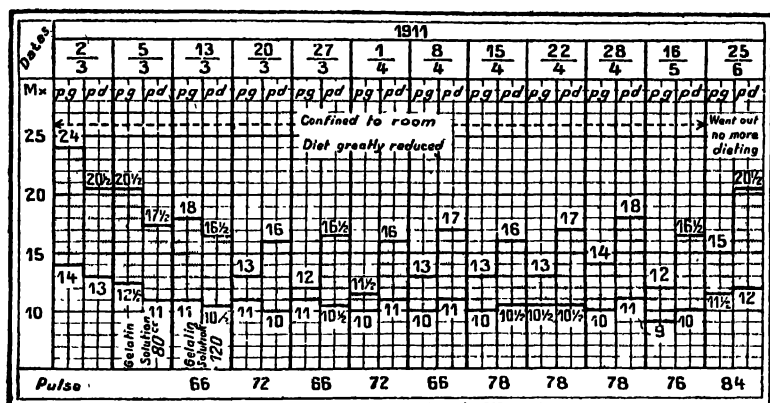 Dates
1911
2/3 5/3 13/3 20/3 27/3 1/4 8/4 15/4 22/4 28/4 16/5 25/6
Mx pg pd pg pd pg pd pg pd pg pd pg pd pg pd pg pd pg pd pg pd pg pd pg pd
Confined to room
Diet greatly reduced
Went out
no more
dieting
25
24
20½ 20½ 17½ 18 16½ 16 16½ 16 17 16 17 18 16½ 20½
20
15
13 12 11½ 13 13 13 14 12 15
14 13 12½ 11 11 10½ 11 10 11 10½ 10 11 10 11 10 10½ 10½ 10½ 10 11 9 10 11½ 12
10
Gelatin
Solution
80 cc
Gelatin
Solution
120
Pulse 66 72 66 72 66 78 78 78 76 84